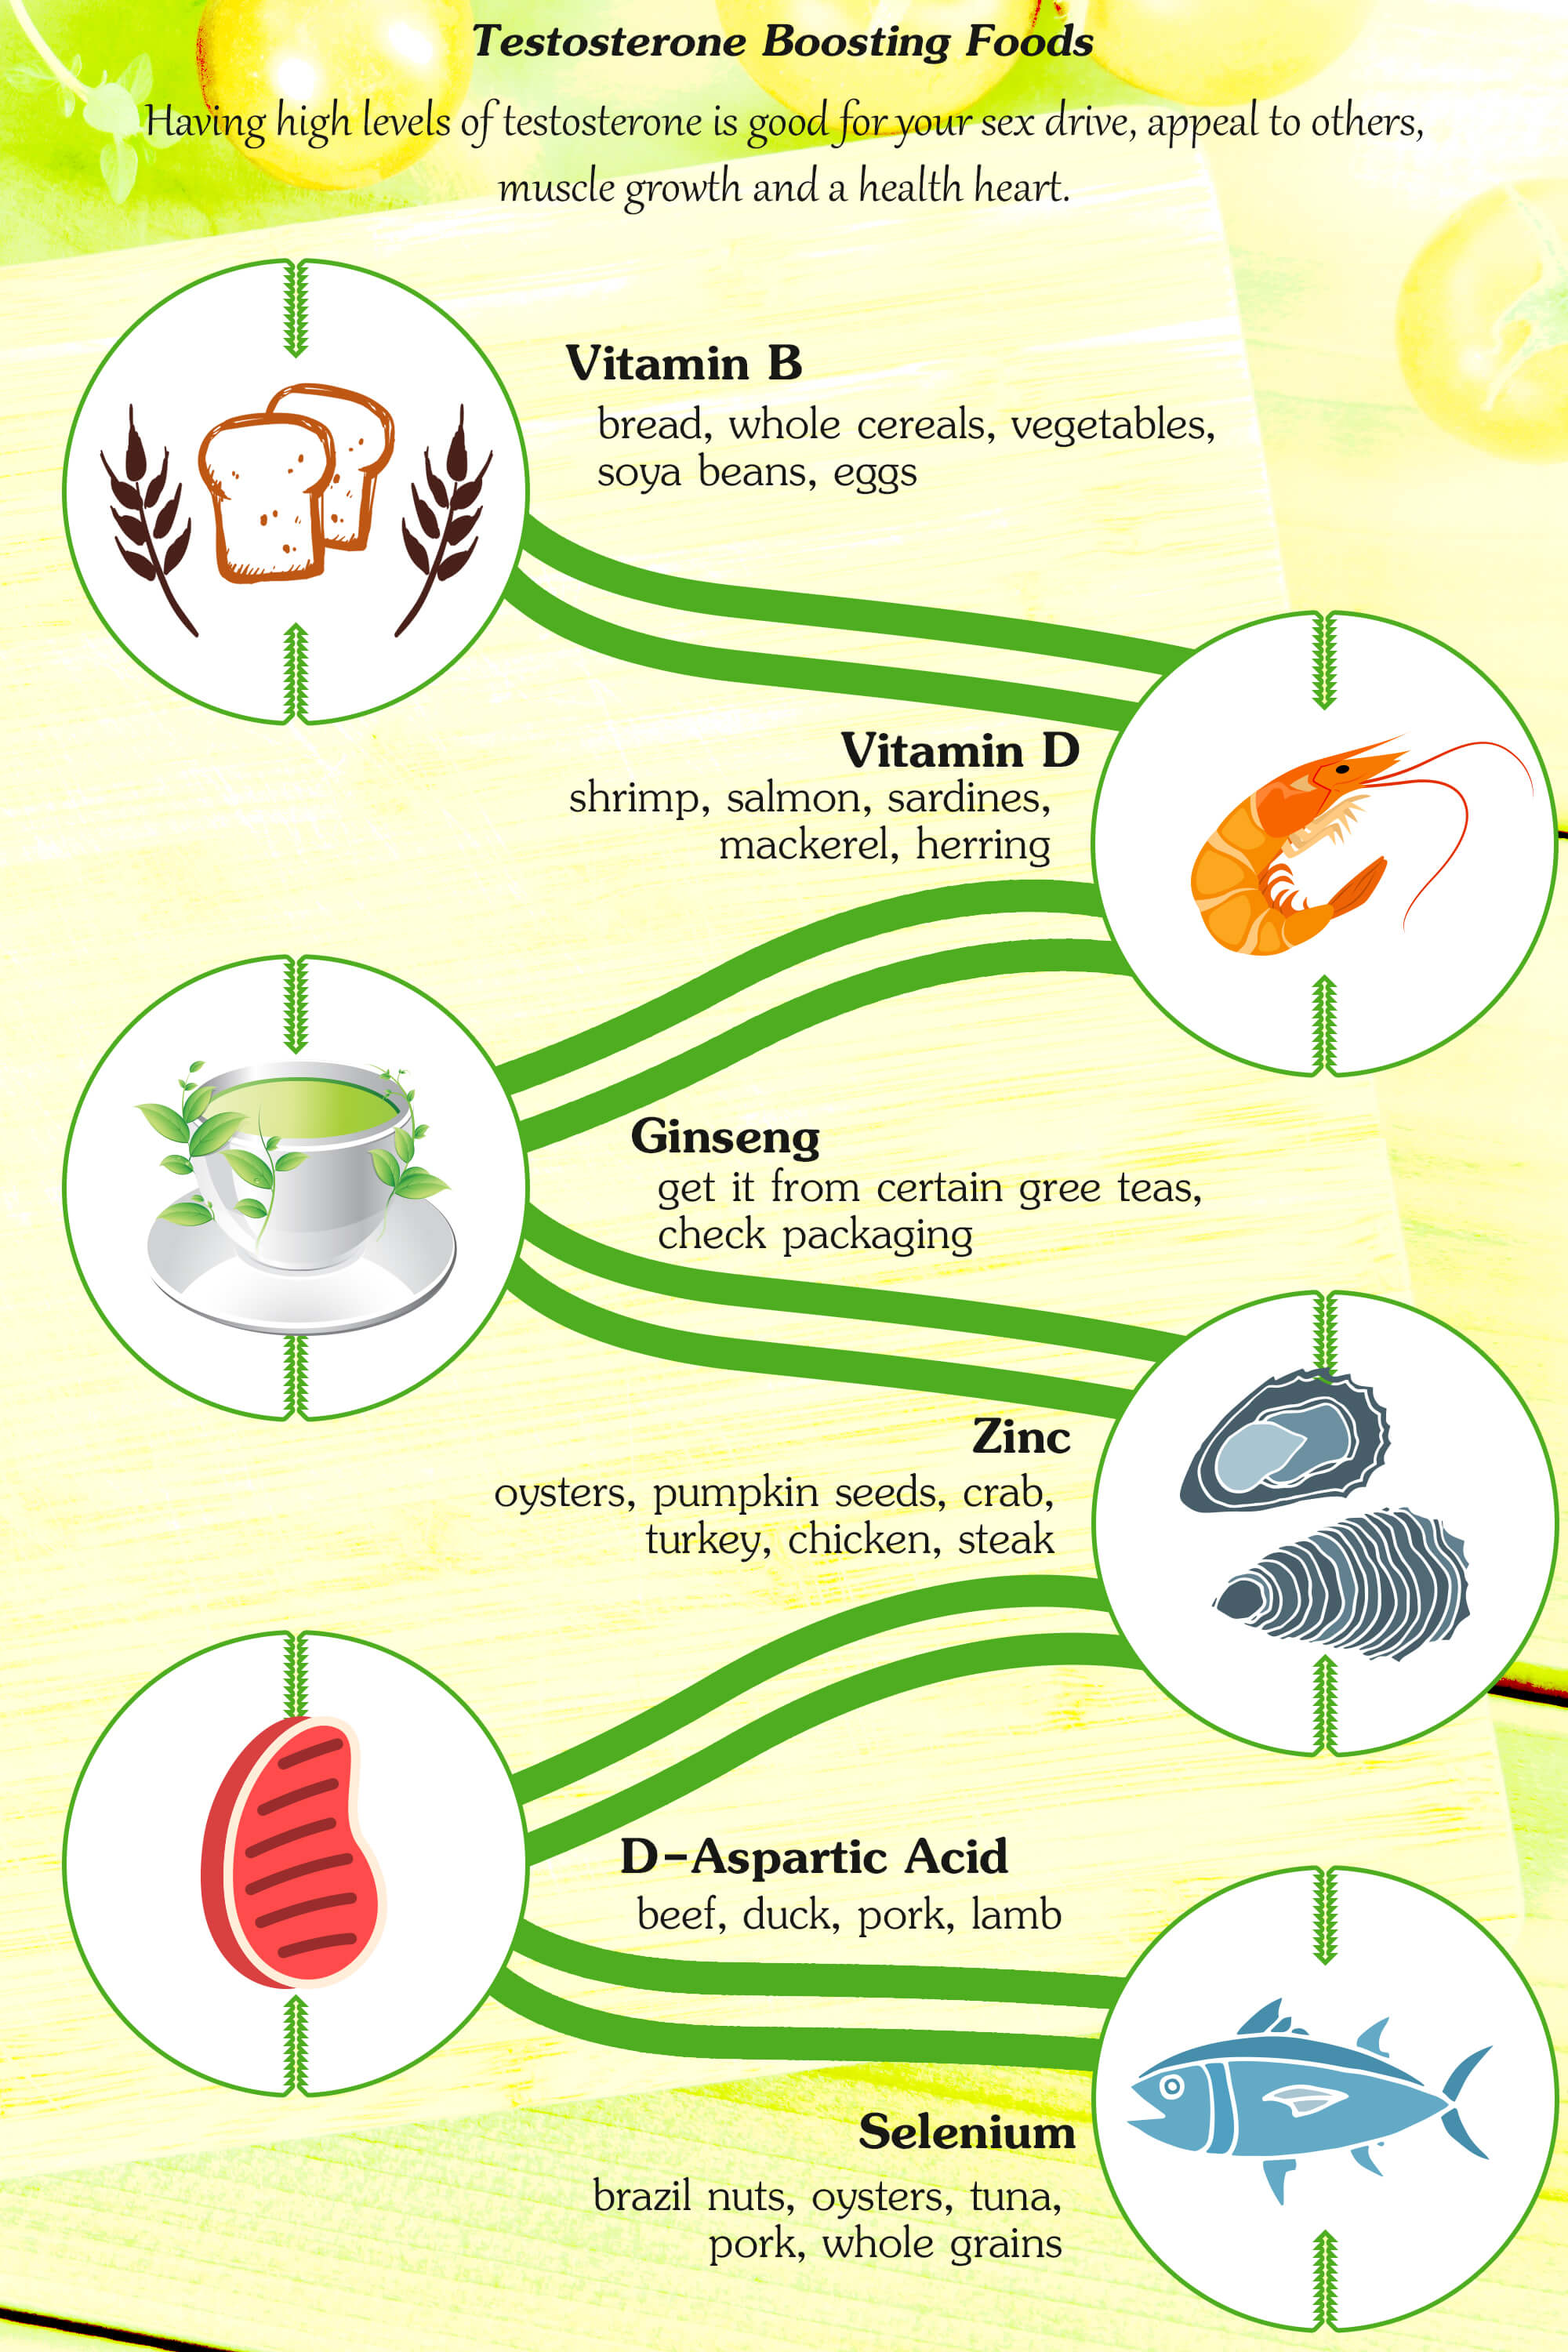 Testosterone Boosting Foods
Having high levels of testosterone is good for your sex drive, appeal to others,
muscle growth and a health heart.
Vitamin B
bread, whole cereals, vegetables,
soya beans, eggs
Vitamin D
shrimp, salmon, sardines,
mackerel, herring
Ginseng
get it from certain gree teas,
check packaging
Zinc
oysters, pumpkin seeds, crab,
turkey, chicken, steak
D-Aspartic Acid
beef, duck, pork, lamb
Selenium
brazil nuts, oysters, tuna,
pork, whole grains